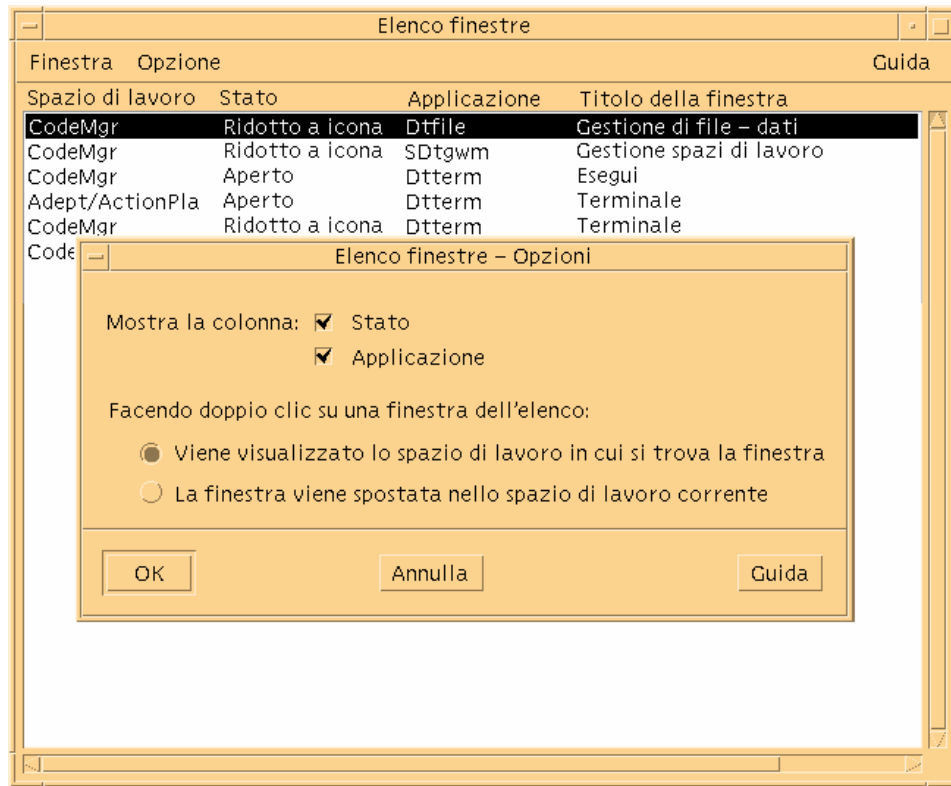 Elenco finestre
Finestra Opzione Guida
Spazio di lavoro Stato Applicazione Titolo della finestra
CodeMgr Ridotto a icona Dtfile Gestione di file – dati
CodeMgr Ridotto a icona SDtgwm Gestione spazi di lavoro
CodeMgr Aperto Dtterm Esegui
Adept/ActionPla Aperto Dtterm Terminale
CodeMgr Ridotto a icona Dtterm Terminale
Code
Elenco finestre – Opzioni
Mostra la colonna: Stato
Applicazione
Facendo doppio clic su una finestra dell'elenco:
Viene visualizzato lo spazio di lavoro in cui si trova la finestra
La finestra viene spostata nello spazio di lavoro corrente
OK Annulla Guida